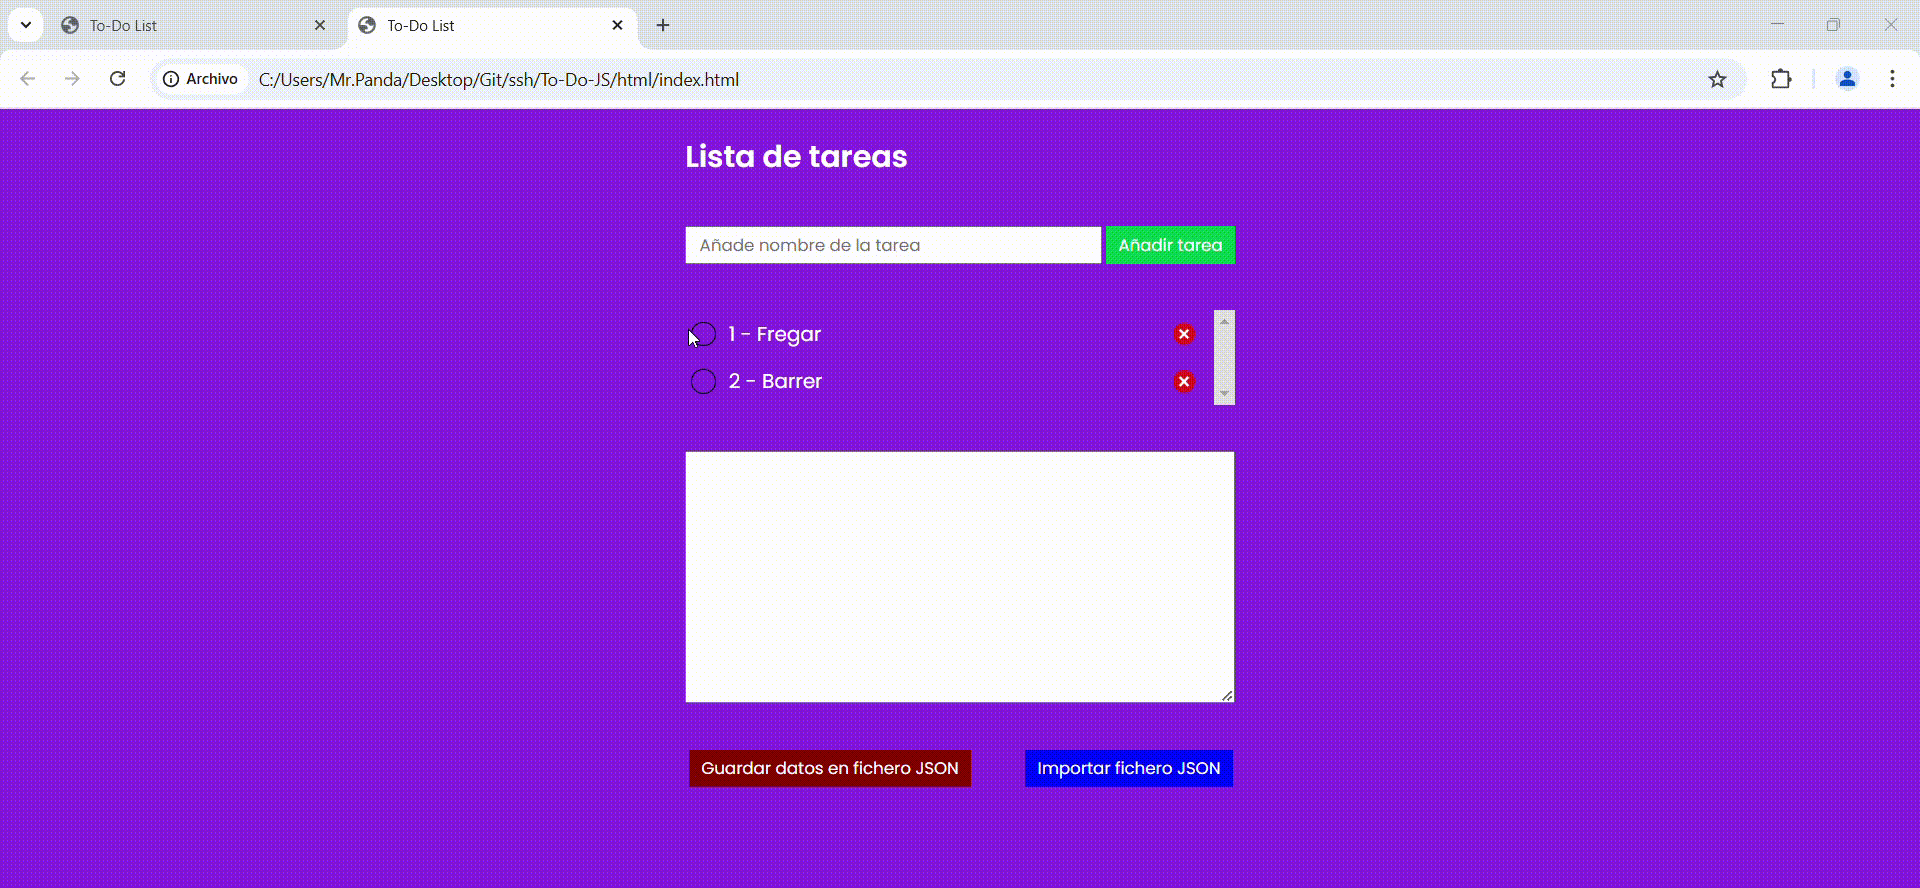 To-Do List
To-Do List
Archivo C:/Users/Mr.Panda/Desktop/Git/ssh/To-Do-JS/html/index.html
Lista de tareas
Añade nombre de la tarea
Añadir tarea
1 - Fregar
2 - Barrer
Guardar datos en fichero JSON
Importar fichero JSON